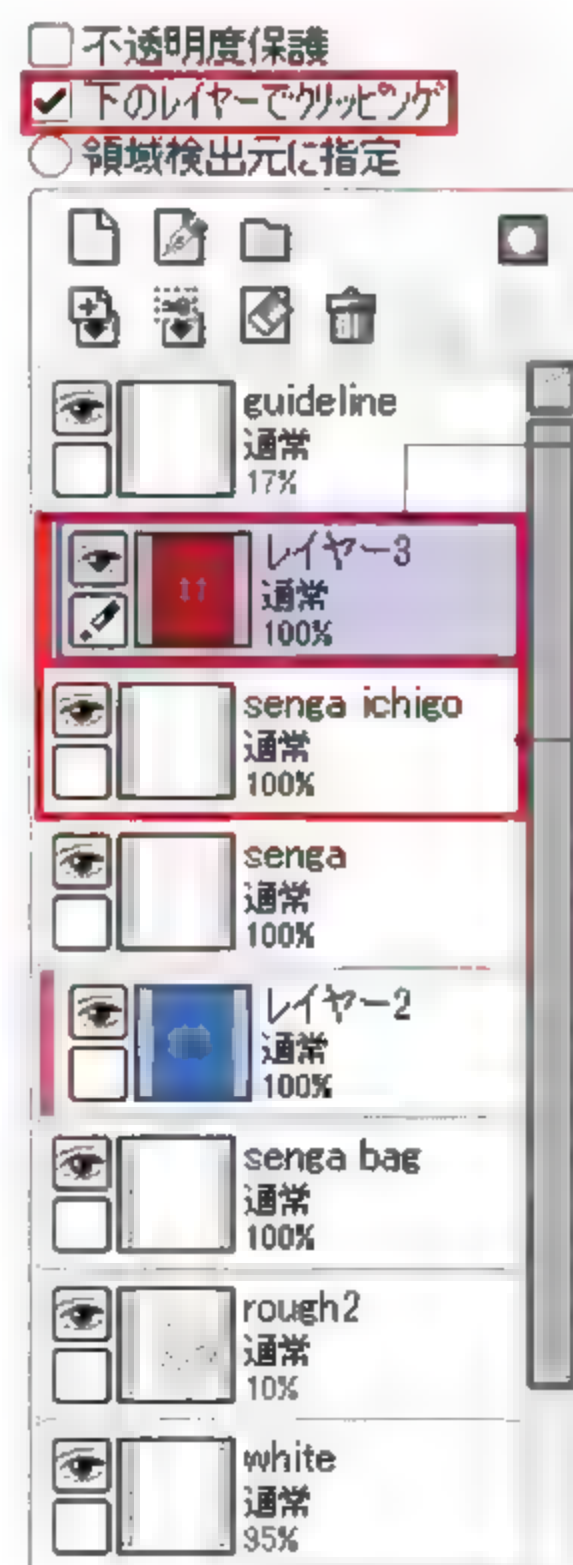 不透明度保護
下のレイヤーでクリッピング
領域検出元に指定
guideline
通常
17%
レイヤー3
通常
100%
senga ichigo
通常
100%
senga
通常
100%
レイヤー2
通常
100%
senga bag
通常
100%
rough2
通常
10%
white
通常
95%